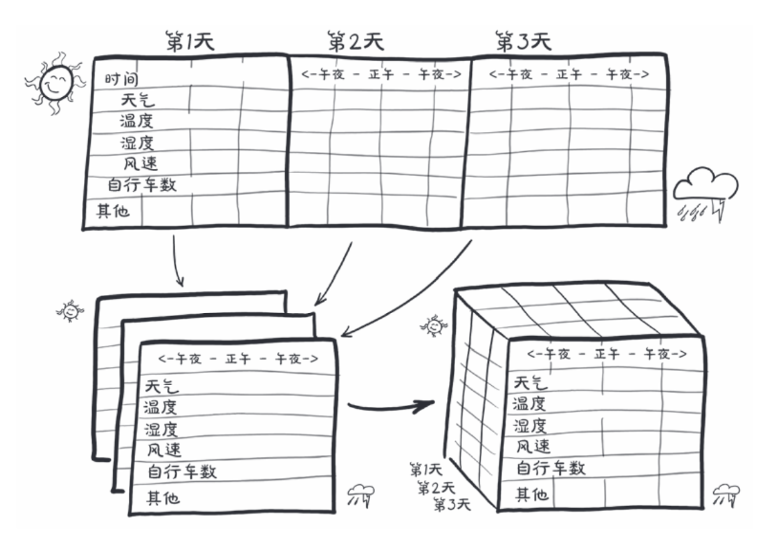 第1天 第2天 第3天
时间 <-午夜 - 正午 - 午夜-> <-午夜 - 正午 - 午夜->
天气
温度
湿度
风速
自行车数
其他
<-午夜 - 正午 - 午夜->
天气
温度
湿度
风速
自行车数
其他
<-午夜 - 正午 - 午夜->
天气
温度
湿度
风速
自行车数
其他
第1天
第2天
第3天